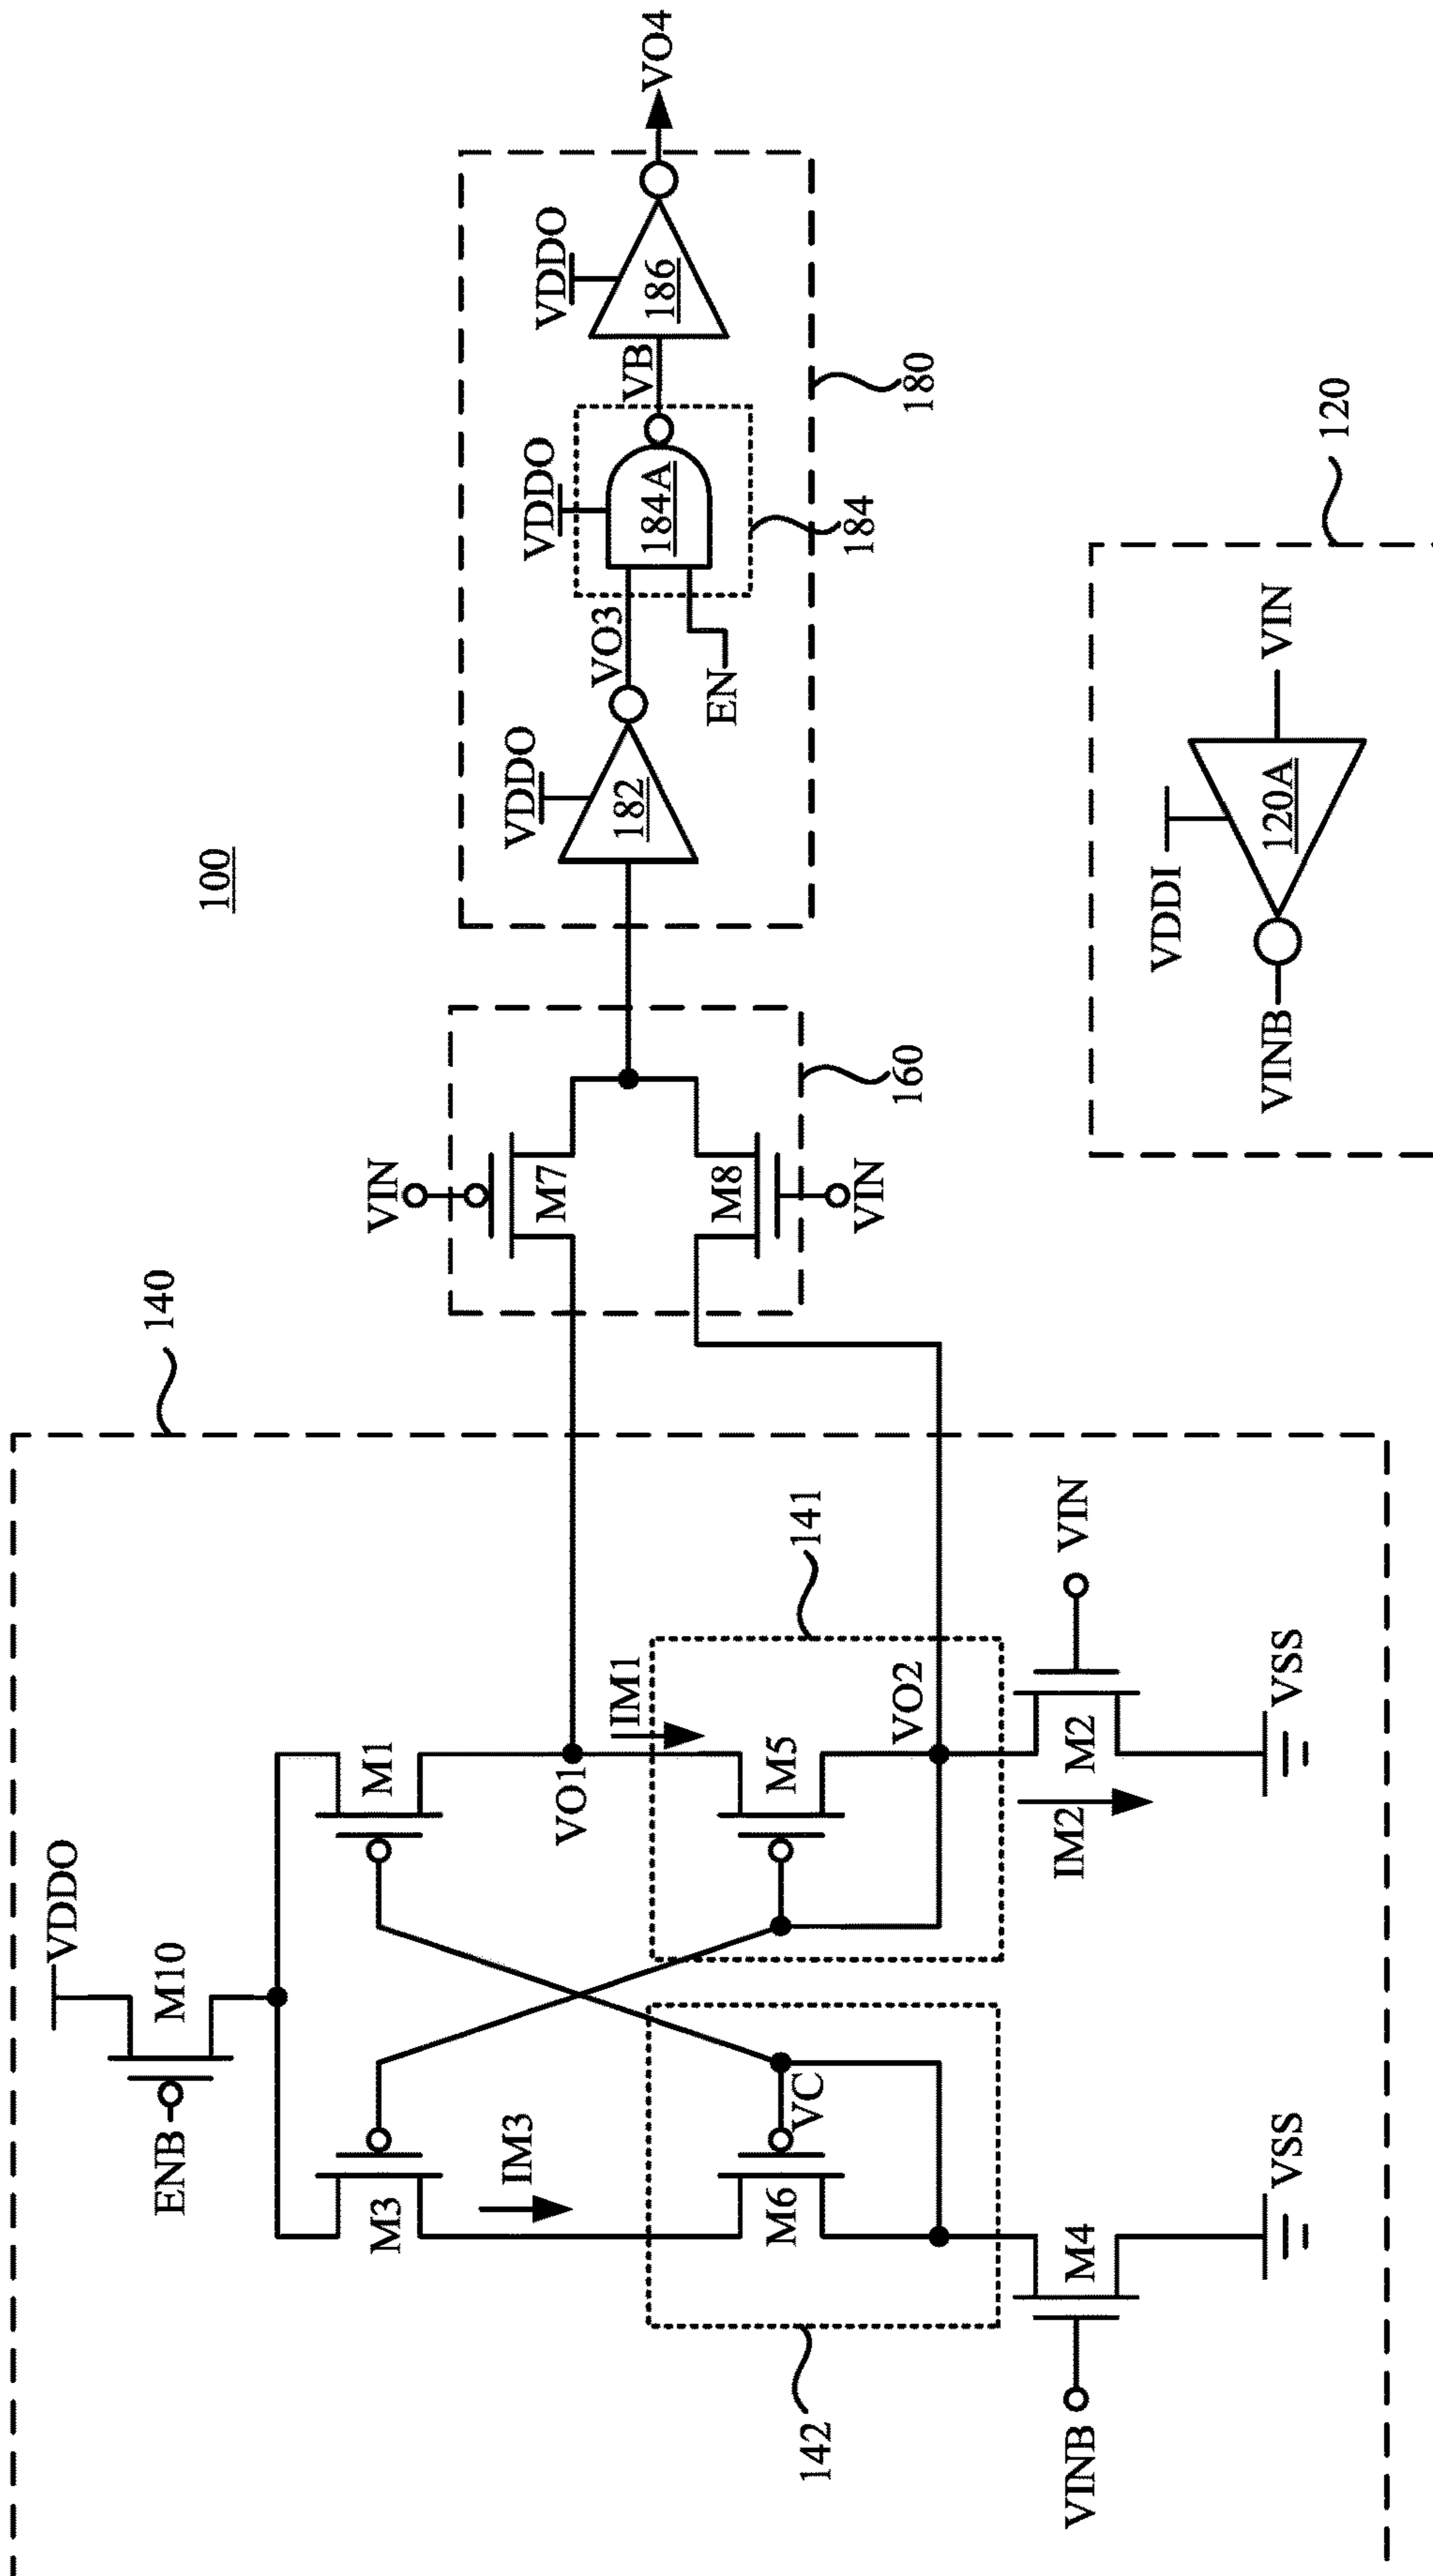 100
140
VDDO
ENB
M10
M3
M1
IM3
VO1
IM1
141
142
M6
VC
M5
VO2
VINB
M4
IM2
M2
VIN
VSS
VSS
VIN
M7
M8
VIN
160
VDDO
182
VO3
EN
VDDO
184A
184
VB
VDDO
186
VO4
180
VDDI
VINB
120A
VIN
120